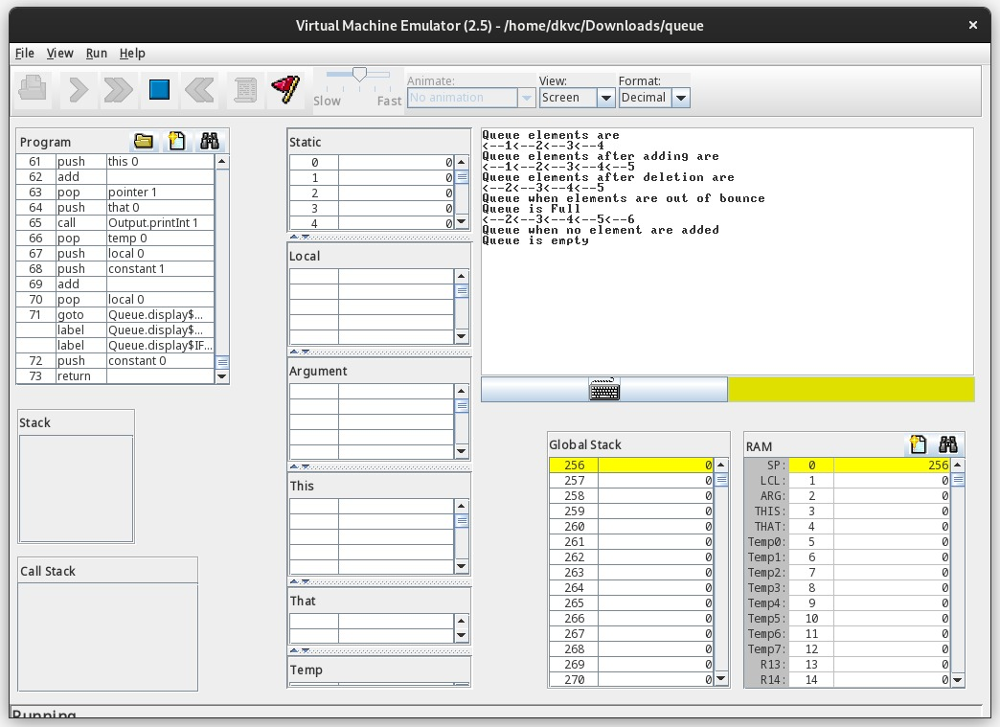 Virtual Machine Emulator (2.5) - /home/dkvc/Downloads/queue
File View Run Help
Slow Fast
Animate:
No animation
View:
Screen
Format:
Decimal
Program
61 push this 0
62 add
63 pop pointer 1
64 push that 0
65 call Output.printInt 1
66 pop temp 0
67 push local 0
68 push constant 1
69 add
70 pop local 0
71 goto Queue.display$...
label Queue.display$...
label Queue.display$IF...
72 push constant 0
73 return
Stack
Call Stack
Static
0 0
1 0
2 0
3 0
4 0
Local
Argument
This
That
Temp
Queue elements are
<--1<--2<--3<--4
Queue elements after adding are
<--1<--2<--3<--4<--5
Queue elements after deletion are
<--2<--3<--4<--5
Queue when elements are out of bounce
Queue is Full
<--2<--3<--4<--5<--6
Queue when no element are added
Queue is empty
Global Stack
256 0
257 0
258 0
259 0
260 0
261 0
262 0
263 0
264 0
265 0
266 0
267 0
268 0
269 0
270 0
RAM
SP: 0 256
LCL: 1 0
ARG: 2 0
THIS: 3 0
THAT: 4 0
Temp0: 5 0
Temp1: 6 0
Temp2: 7 0
Temp3: 8 0
Temp4: 9 0
Temp5: 10 0
Temp6: 11 0
Temp7: 12 0
R13: 13 0
R14: 14 0
Running